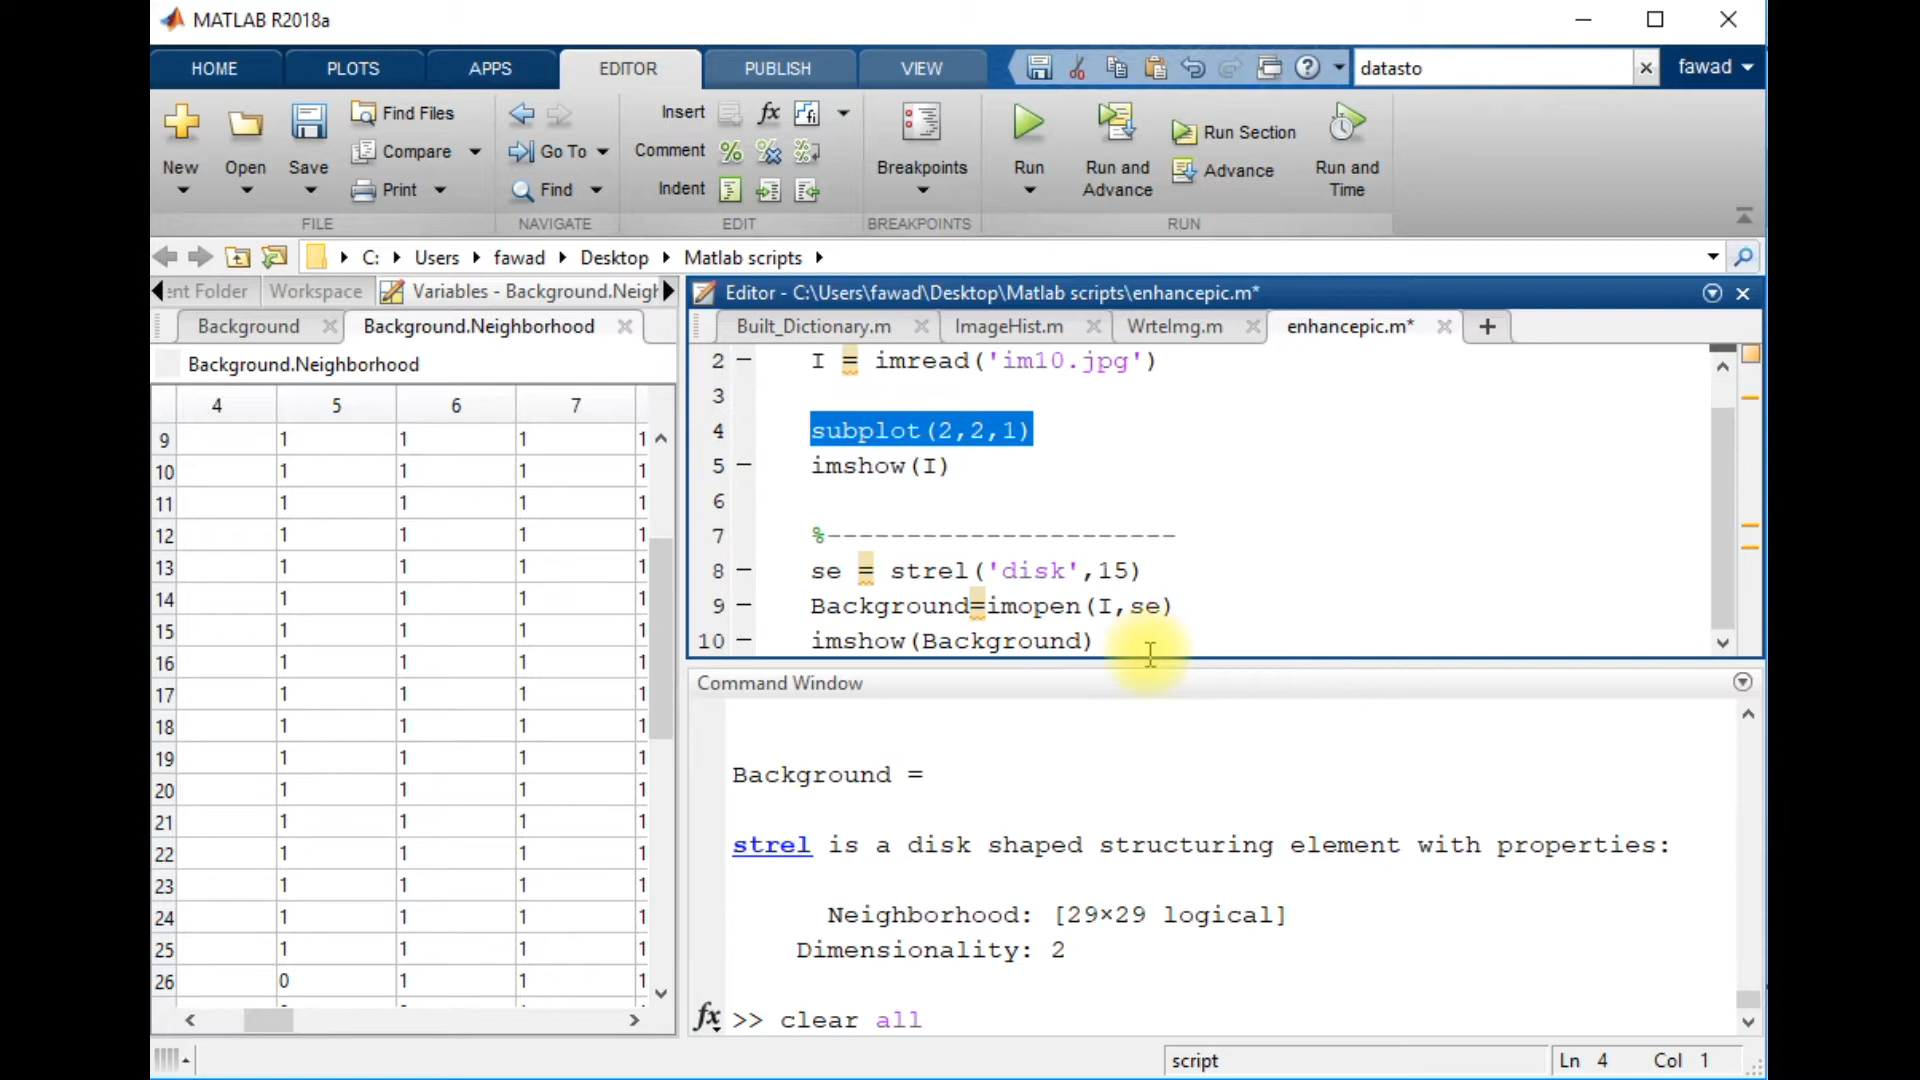 MATLAB R2018a
HOME PLOTS APPS EDITOR PUBLISH VIEW datasto fawad
New Open Save Find Files Compare Print
FILE
Go To Find
NAVIGATE
Insert fx
Comment
Indent
EDIT
Breakpoints
BREAKPOINTS
Run Run and Advance Run Section Advance Run and Time
RUN
C: Users fawad Desktop Matlab scripts
ent Folder Workspace Variables - Background.Neigh
Background Background.Neighborhood
Background.Neighborhood
4 5 6 7
9 1 1 1 1
10 1 1 1 1
11 1 1 1 1
12 1 1 1 1
13 1 1 1 1
14 1 1 1 1
15 1 1 1 1
16 1 1 1 1
17 1 1 1 1
18 1 1 1 1
19 1 1 1 1
20 1 1 1 1
21 1 1 1 1
22 1 1 1 1
23 1 1 1 1
24 1 1 1 1
25 1 1 1 1
26 0 1 1 1
Editor - C:\Users\fawad\Desktop\Matlab scripts\enhancepic.m*
Built_Dictionary.m ImageHist.m WrteImg.m enhancepic.m* +
2 – I = imread('im10.jpg')
3
4 subplot(2,2,1)
5 – imshow(I)
6
7 %----------------------
8 – se = strel('disk',15)
9 – Background=imopen(I,se)
10 – imshow(Background)
Command Window
Background =
strel is a disk shaped structuring element with properties:
Neighborhood: [29×29 logical]
Dimensionality: 2
fx >> clear all
script Ln 4 Col 1